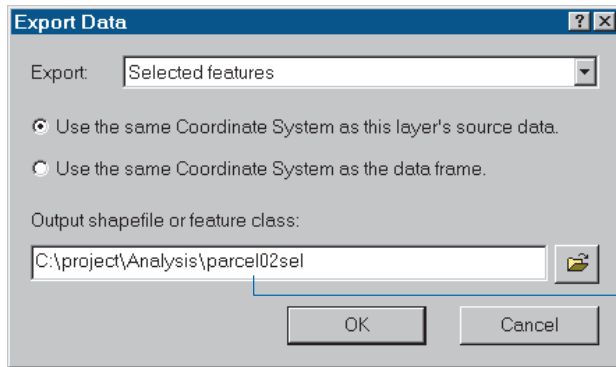 Export Data
Export: Selected features
Use the same Coordinate System as this layer's source data.
Use the same Coordinate System as the data frame.
Output shapefile or feature class:
C:\project\Analysis\parcel02sel
OK Cancel